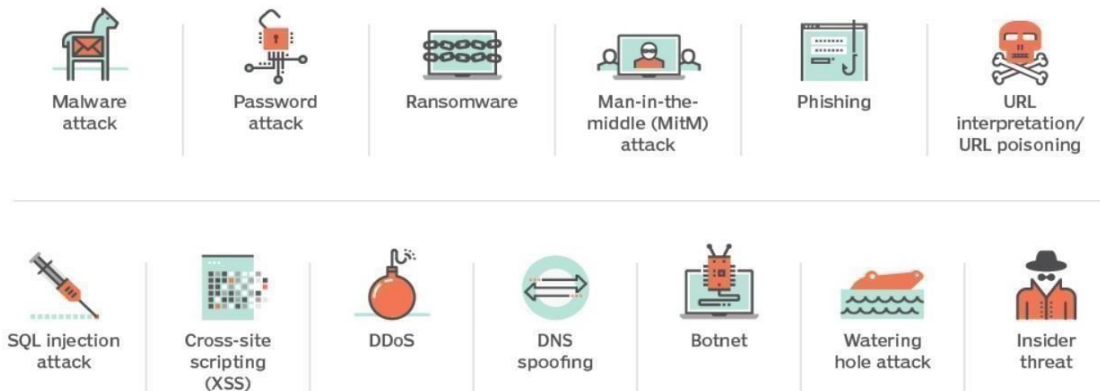 Malware
attack
Password
attack
Ransomware
Man-in-the-
middle (MitM)
attack
Phishing
URL
interpretation/
URL poisoning
SQL injection
attack
Cross-site
scripting
(XSS)
DDoS
DNS
spoofing
Botnet
Watering
hole attack
Insider
threat